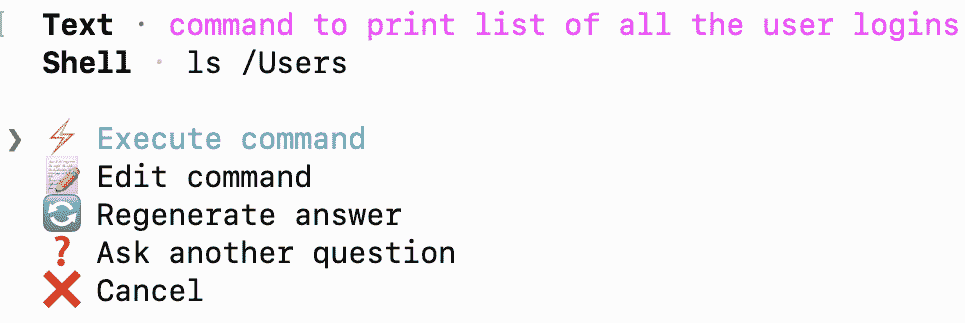 Text · command to print list of all the user logins
Shell · ls /Users
❯ ⚡ Execute command
📝 Edit command
🔄 Regenerate answer
❓ Ask another question
❌ Cancel